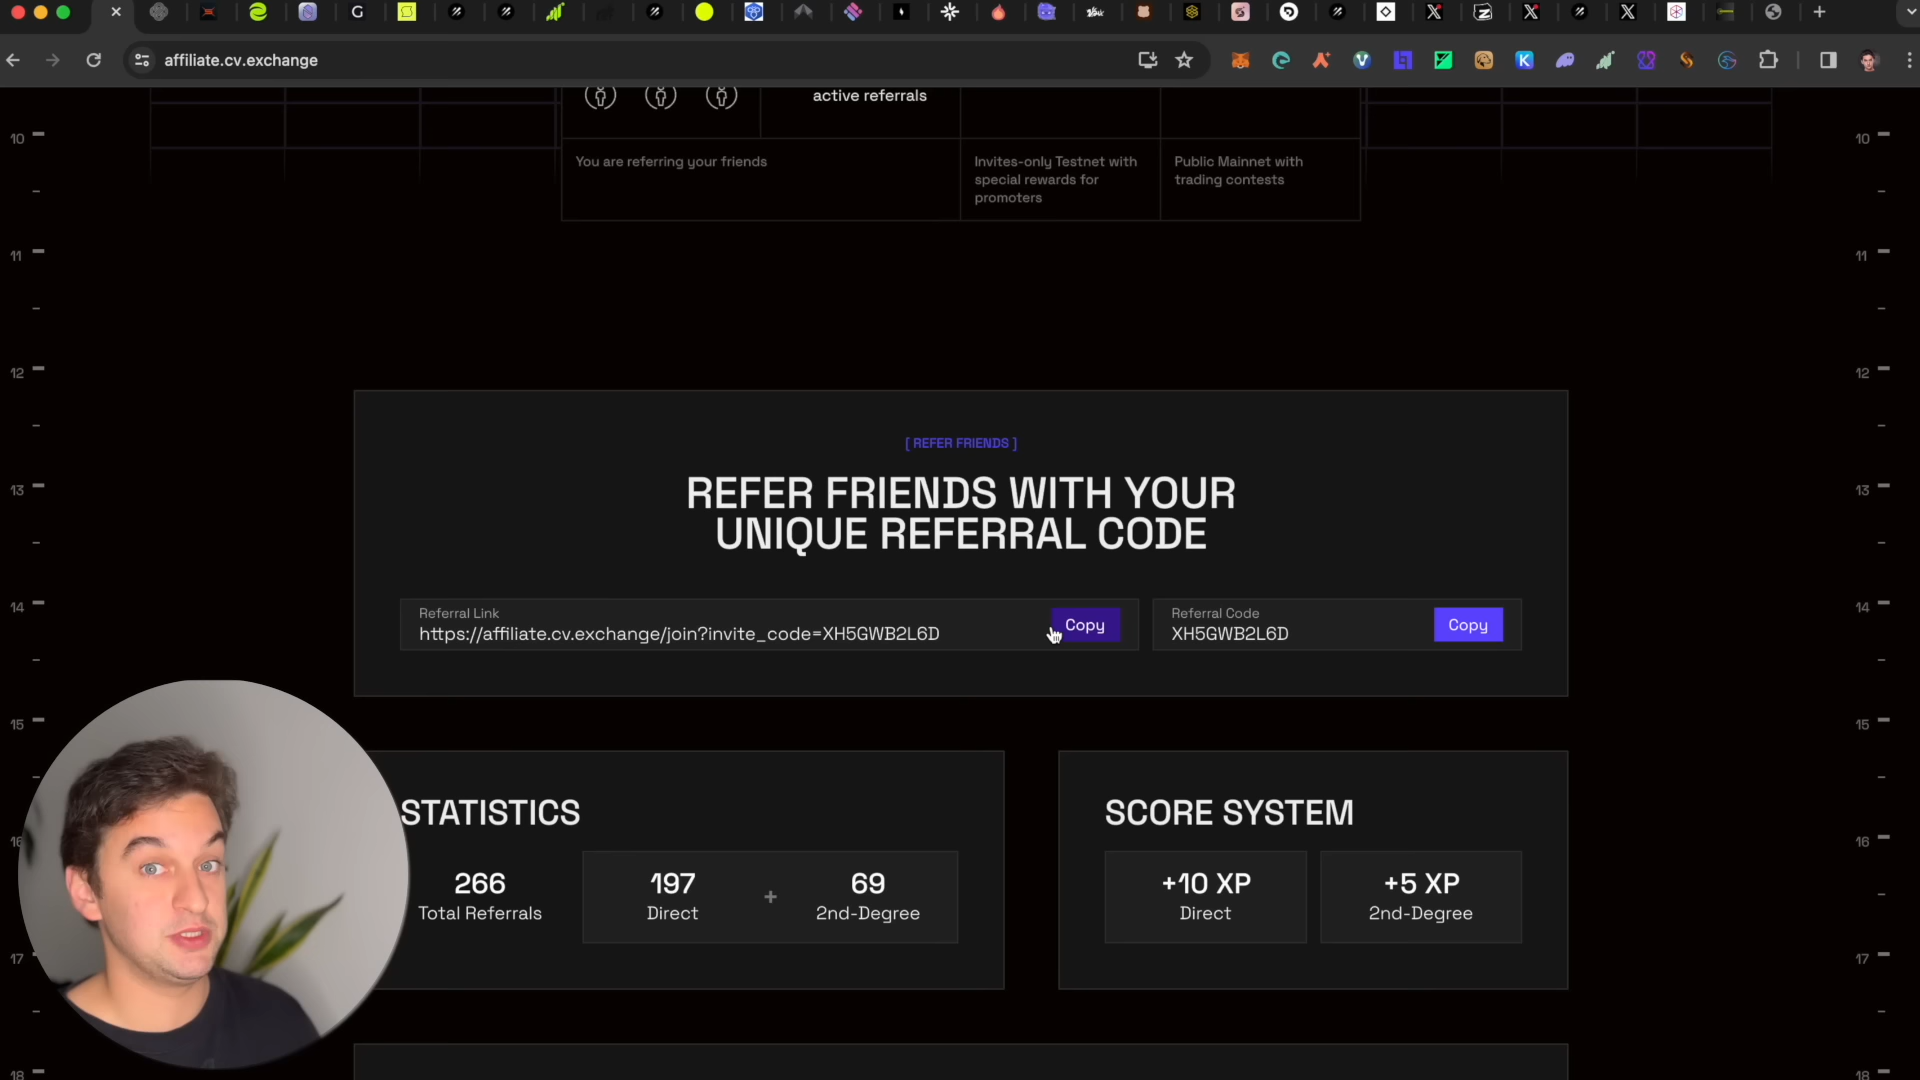 affiliate.cv.exchange
active referrals
You are referring your friends
Invites-only Testnet with
special rewards for
promoters
Public Mainnet with
trading contests
10
10
11
11
12
12
13
13
14
14
15
15
16
16
17
17
18
18
[ REFER FRIENDS ]
REFER FRIENDS WITH YOUR
UNIQUE REFERRAL CODE
Referral Link
https://affiliate.cv.exchange/join?invite_code=XH5GWB2L6D
Copy
Referral Code
XH5GWB2L6D
Copy
STATISTICS
266
Total Referrals
197
Direct
+
69
2nd-Degree
SCORE SYSTEM
+10 XP
Direct
+5 XP
2nd-Degree